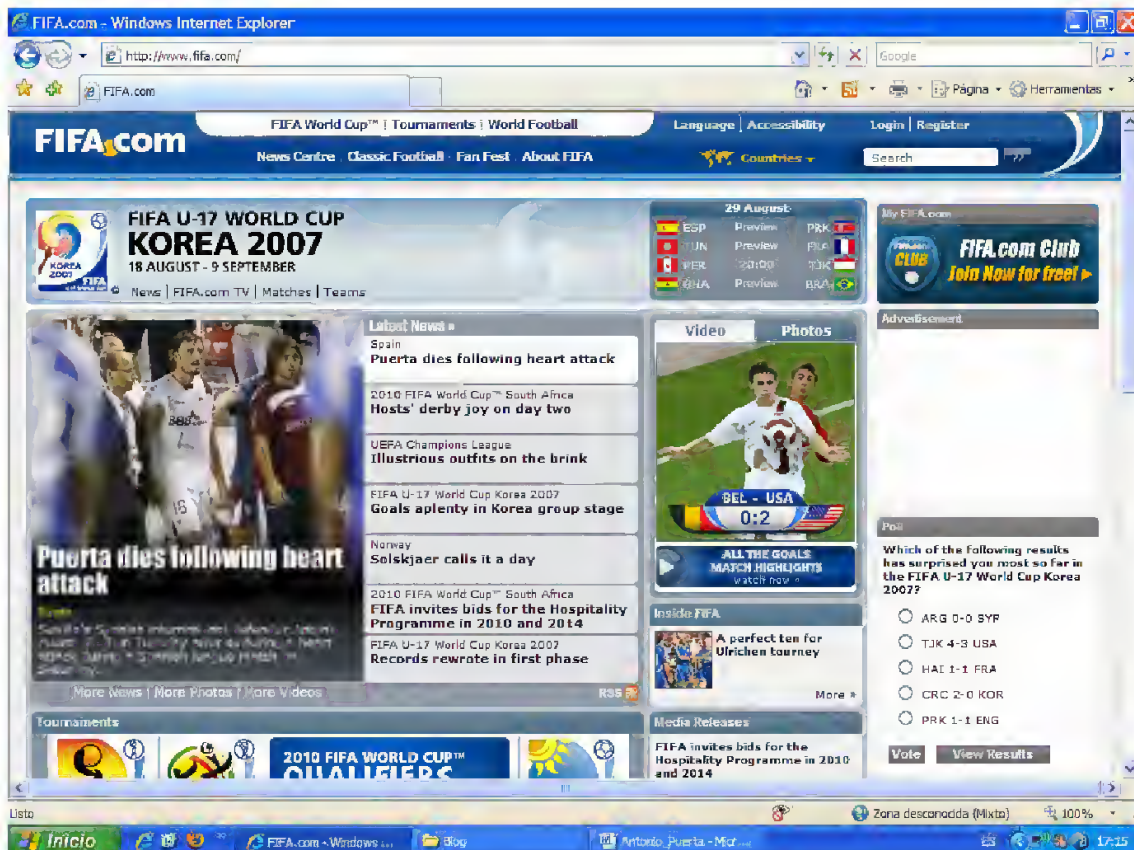 FIFA.com - Windows Internet Explorer
http://www.fifa.com/
Google
FIFA.com
Página
Herramientas
FIFA.com
FIFA World Cup™ | Tournaments | World Football
Language | Accessibility
Login | Register
News Centre . Classic Football . Fan Fest . About FIFA
Countries
Search
KOREA 2007
FIFA
FIFA U-17 WORLD CUP
KOREA 2007
18 AUGUST - 9 SEPTEMBER
News | FIFA.com TV | Matches | Teams
29 August
ESP Preview PRK
TUN Preview FRA
PER 20:00 TJK
GHA Preview BRA
My FIFA.com
CLUB
FIFA.com Club
Join Now for free!
Puerta dies following heart
attack
Latest News »
Spain
Puerta dies following heart attack
2010 FIFA World Cup™ South Africa
Hosts' derby joy on day two
UEFA Champions League
Illustrious outfits on the brink
FIFA U-17 World Cup Korea 2007
Goals aplenty in Korea group stage
Norway
Solskjaer calls it a day
2010 FIFA World Cup™ South Africa
FIFA invites bids for the Hospitality
Programme in 2010 and 2014
FIFA U-17 World Cup Korea 2007
Records rewrote in first phase
More News | More Photos | More Videos
RSS
Video
Photos
BEL - USA
0:2
ALL THE GOALS
MATCH HIGHLIGHTS
watch now »
Inside FIFA
A perfect ten for
Ulrichen tourney
More »
Advertisement
Poll
Which of the following results
has surprised you most so far in
the FIFA U-17 World Cup Korea
2007?
ARG 0-0 SYP
TJK 4-3 USA
HAI 1-1 FRA
CRC 2-0 KOR
PRK 1-1 ENG
Vote
View Results
Tournaments
2010 FIFA WORLD CUP™
QUALIFIERS
Media Releases
FIFA invites bids for the
Hospitality Programme in 2010
and 2014
Listo
Zona desconocida (Mixto)
100%
Inicio
FIFA.com - Windows ...
Blog
Antonio_Puerta - Micr...
ES
17:15